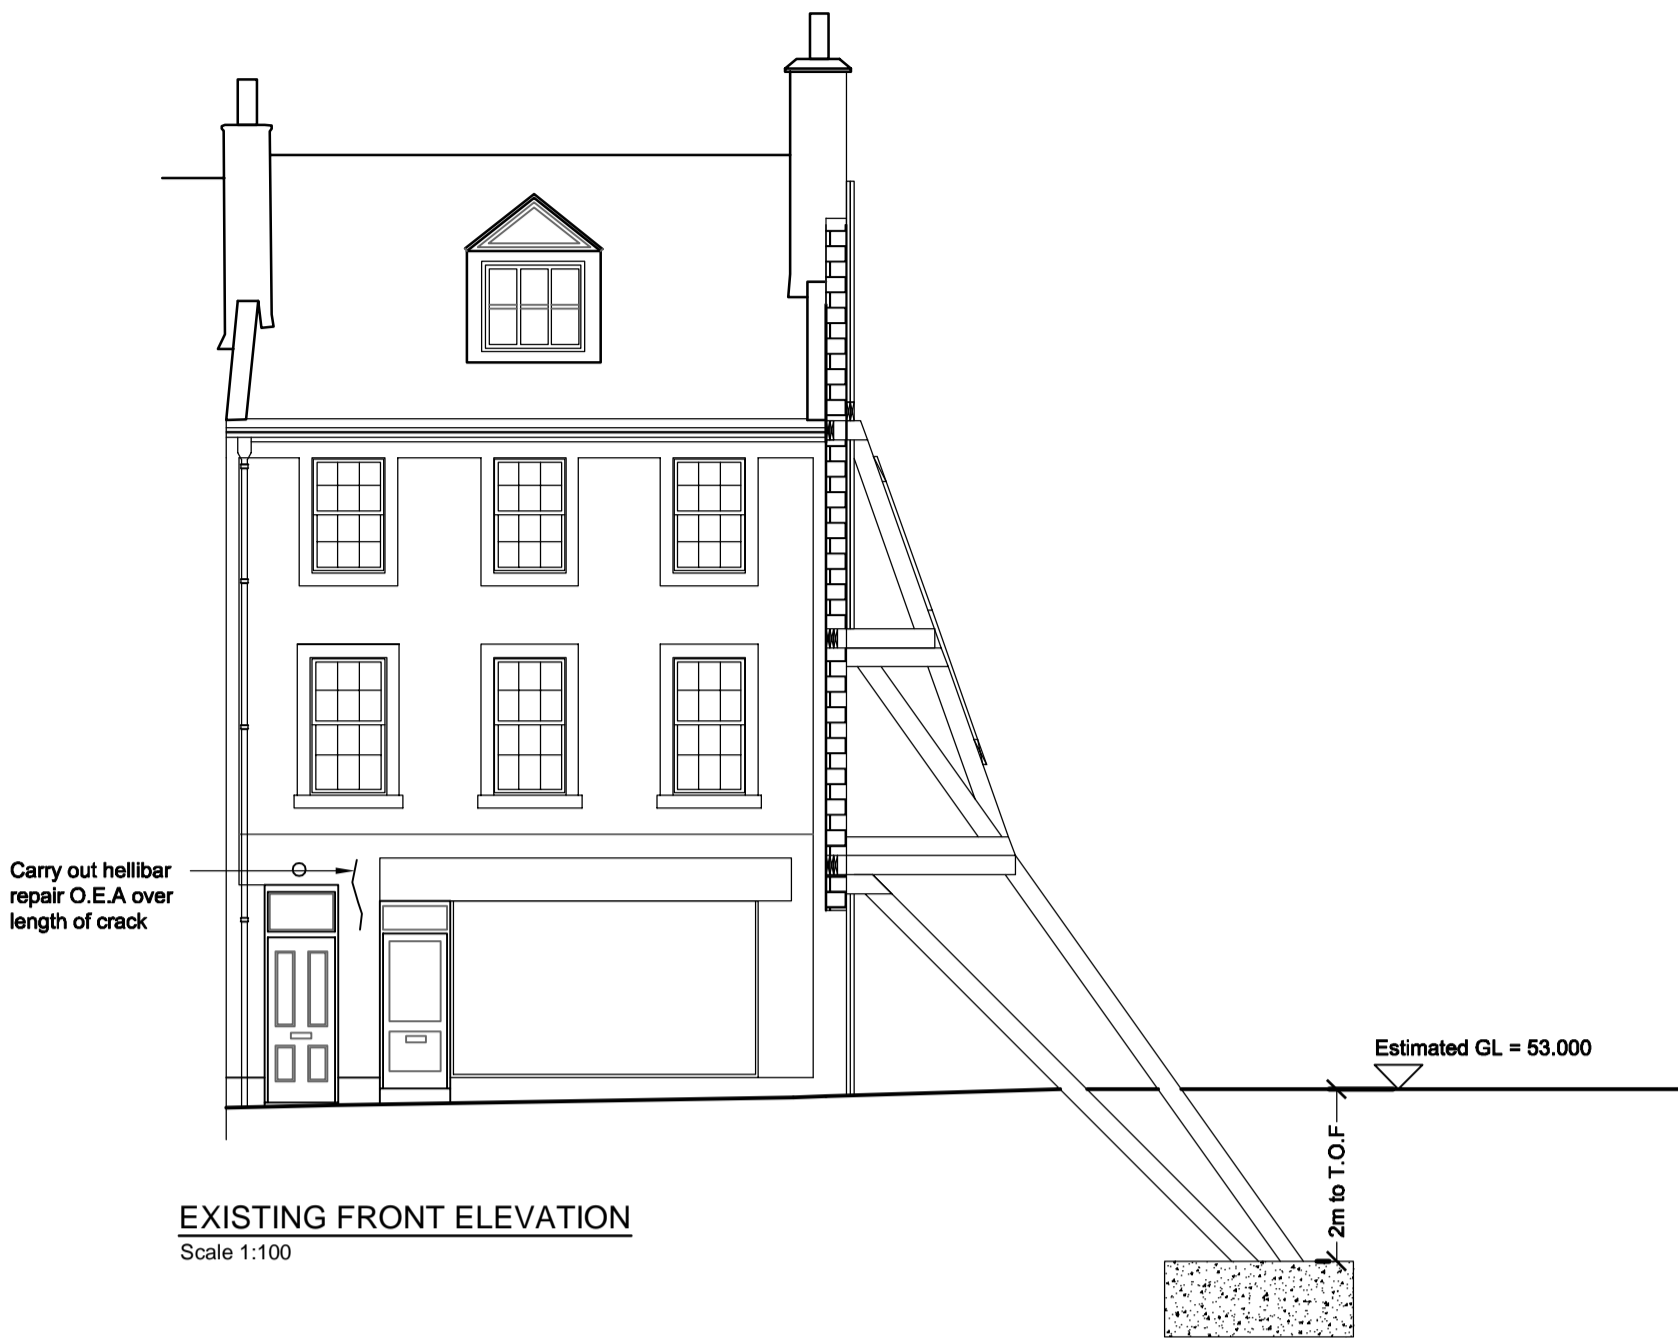 Carry out hellibar
repair O.E.A over
length of crack
Estimated GL = 53.000
2m to T.O.F
EXISTING FRONT ELEVATION
Scale 1:100